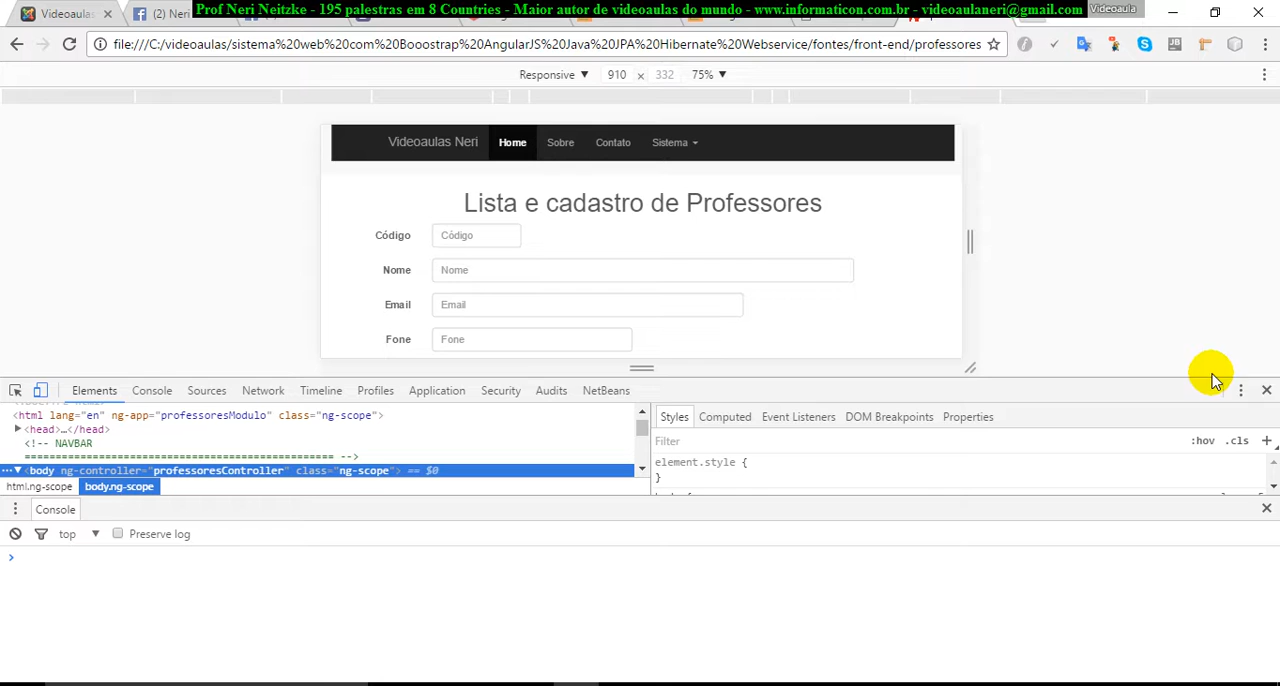 Prof Neri Neitzke - 195 palestras em 8 Countries - Maior autor de videoaulas do mundo - www.informaticon.com.br - videoaulaneri@gmail.com
Videoaula
Videoaulas
(2) Neri
file:///C:/videoaulas/sistema%20web%20com%20Booostrap%20AngularJS%20Java%20JPA%20Hibernate%20Webservice/fontes/front-end/professores
Responsive ▼ 910 × 332 75% ▼
Videoaulas Neri Home Sobre Contato Sistema
Lista e cadastro de Professores
Código Código
Nome Nome
Email Email
Fone Fone
Elements Console Sources Network Timeline Profiles Application Security Audits NetBeans
<html lang="en" ng-app="professoresModulo" class="ng-scope">
Styles Computed Event Listeners DOM Breakpoints Properties
▶<head>…</head>
<!-- NAVBAR
Filter :hov .cls +
================================================ -->
element.style {
…▼<body ng-controller="professoresController" class="ng-scope"> == $0
}
html.ng-scope body.ng-scope
Console
top ▼ Preserve log
>